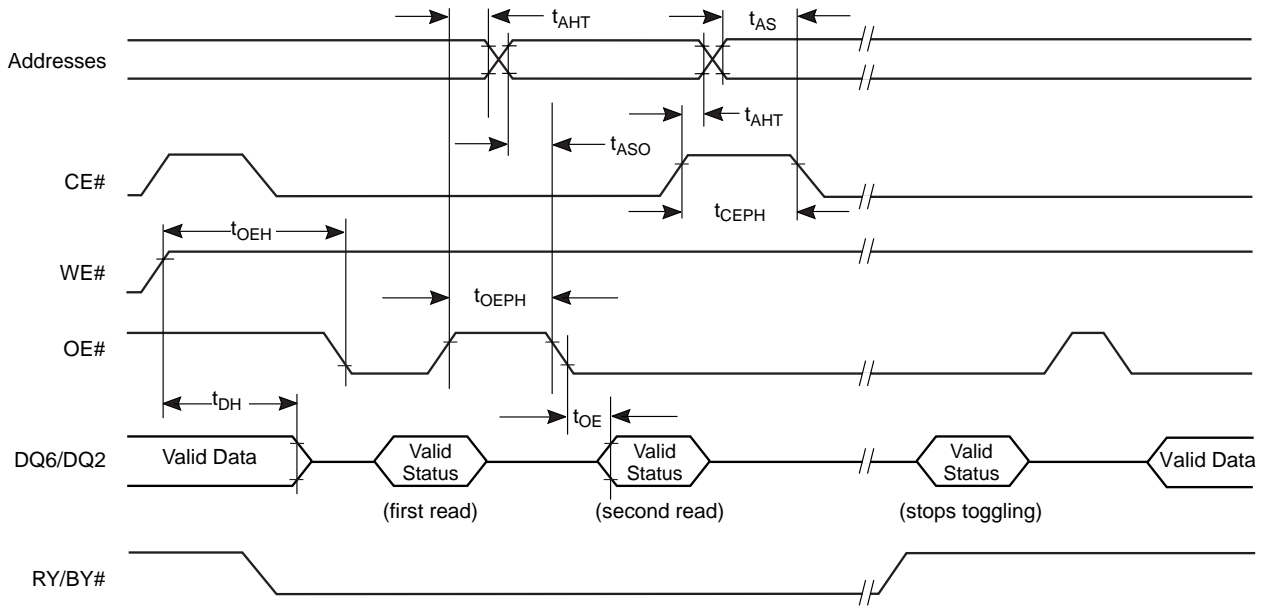 tAHT
tAS
Addresses
tAHT
tASO
CE#
tCEPH
tOEH
WE#
tOEPH
OE#
tDH
tOE
DQ6/DQ2
Valid Data
Valid
Status
Valid
Status
Valid
Status
Valid Data
(first read)
(second read)
(stops toggling)
RY/BY#